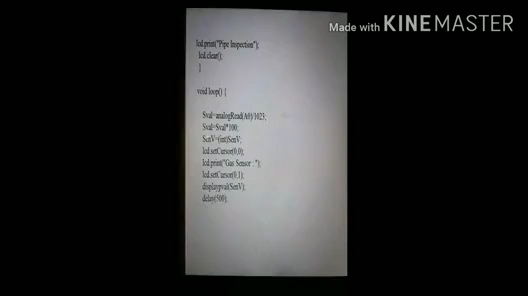 Made with KINEMASTER
lcd.print("Pipe Inspection");
lcd.clear();
}
void loop() {
Sval=analogRead(A0)/1023;
Sval=Sval*100;
SenV=(int)SenV;
lcd.setCursor(0,0);
lcd.print("Gas Sensor : ");
lcd.setCursor(0,1);
displaypval(SenV);
delay(500);